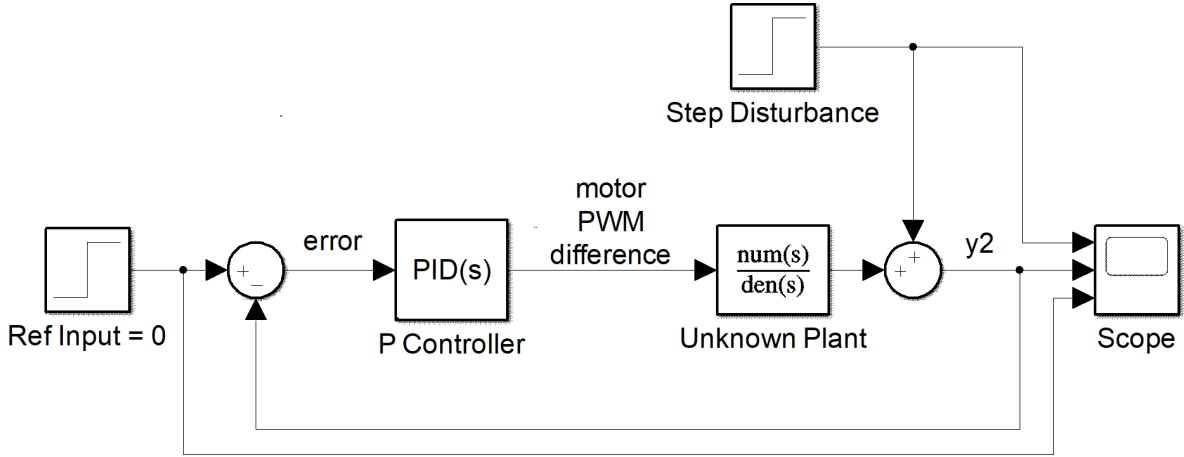 Step Disturbance
motor
PWM
difference
error
y2
+
−
PID(s)
num(s)
den(s)
+
+
Ref Input = 0
P Controller
Unknown Plant
Scope